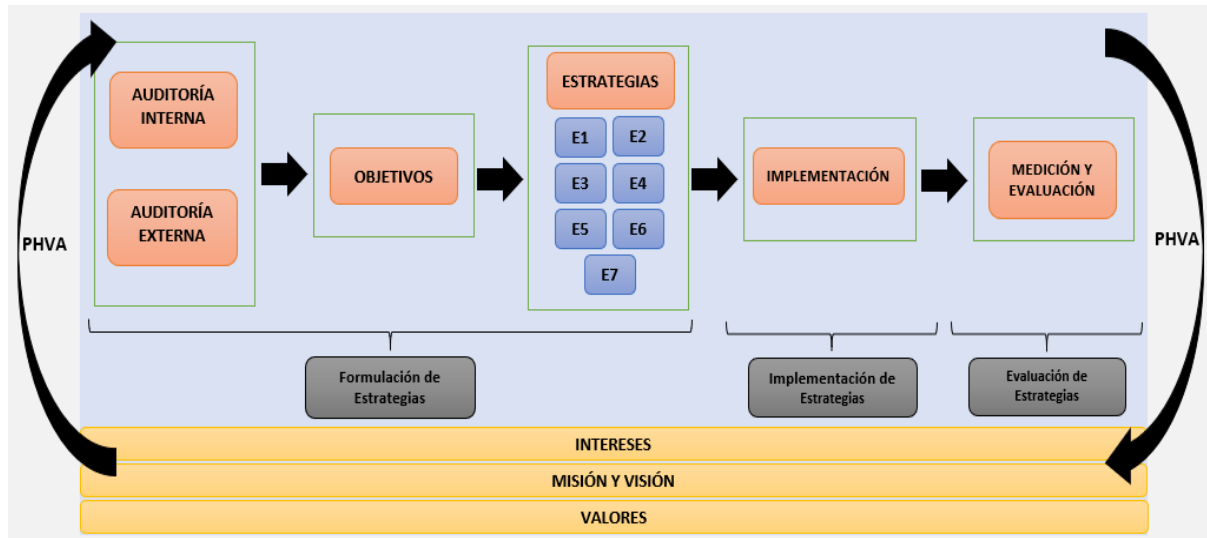 AUDITORÍA
INTERNA
AUDITORÍA
EXTERNA
OBJETIVOS
ESTRATEGIAS
E1
E2
E3
E4
E5
E6
E7
IMPLEMENTACIÓN
MEDICIÓN Y
EVALUACIÓN
PHVA
PHVA
Formulación de
Estrategias
Implementación de
Estrategias
Evaluación de
Estrategias
INTERESES
MISIÓN Y VISIÓN
VALORES